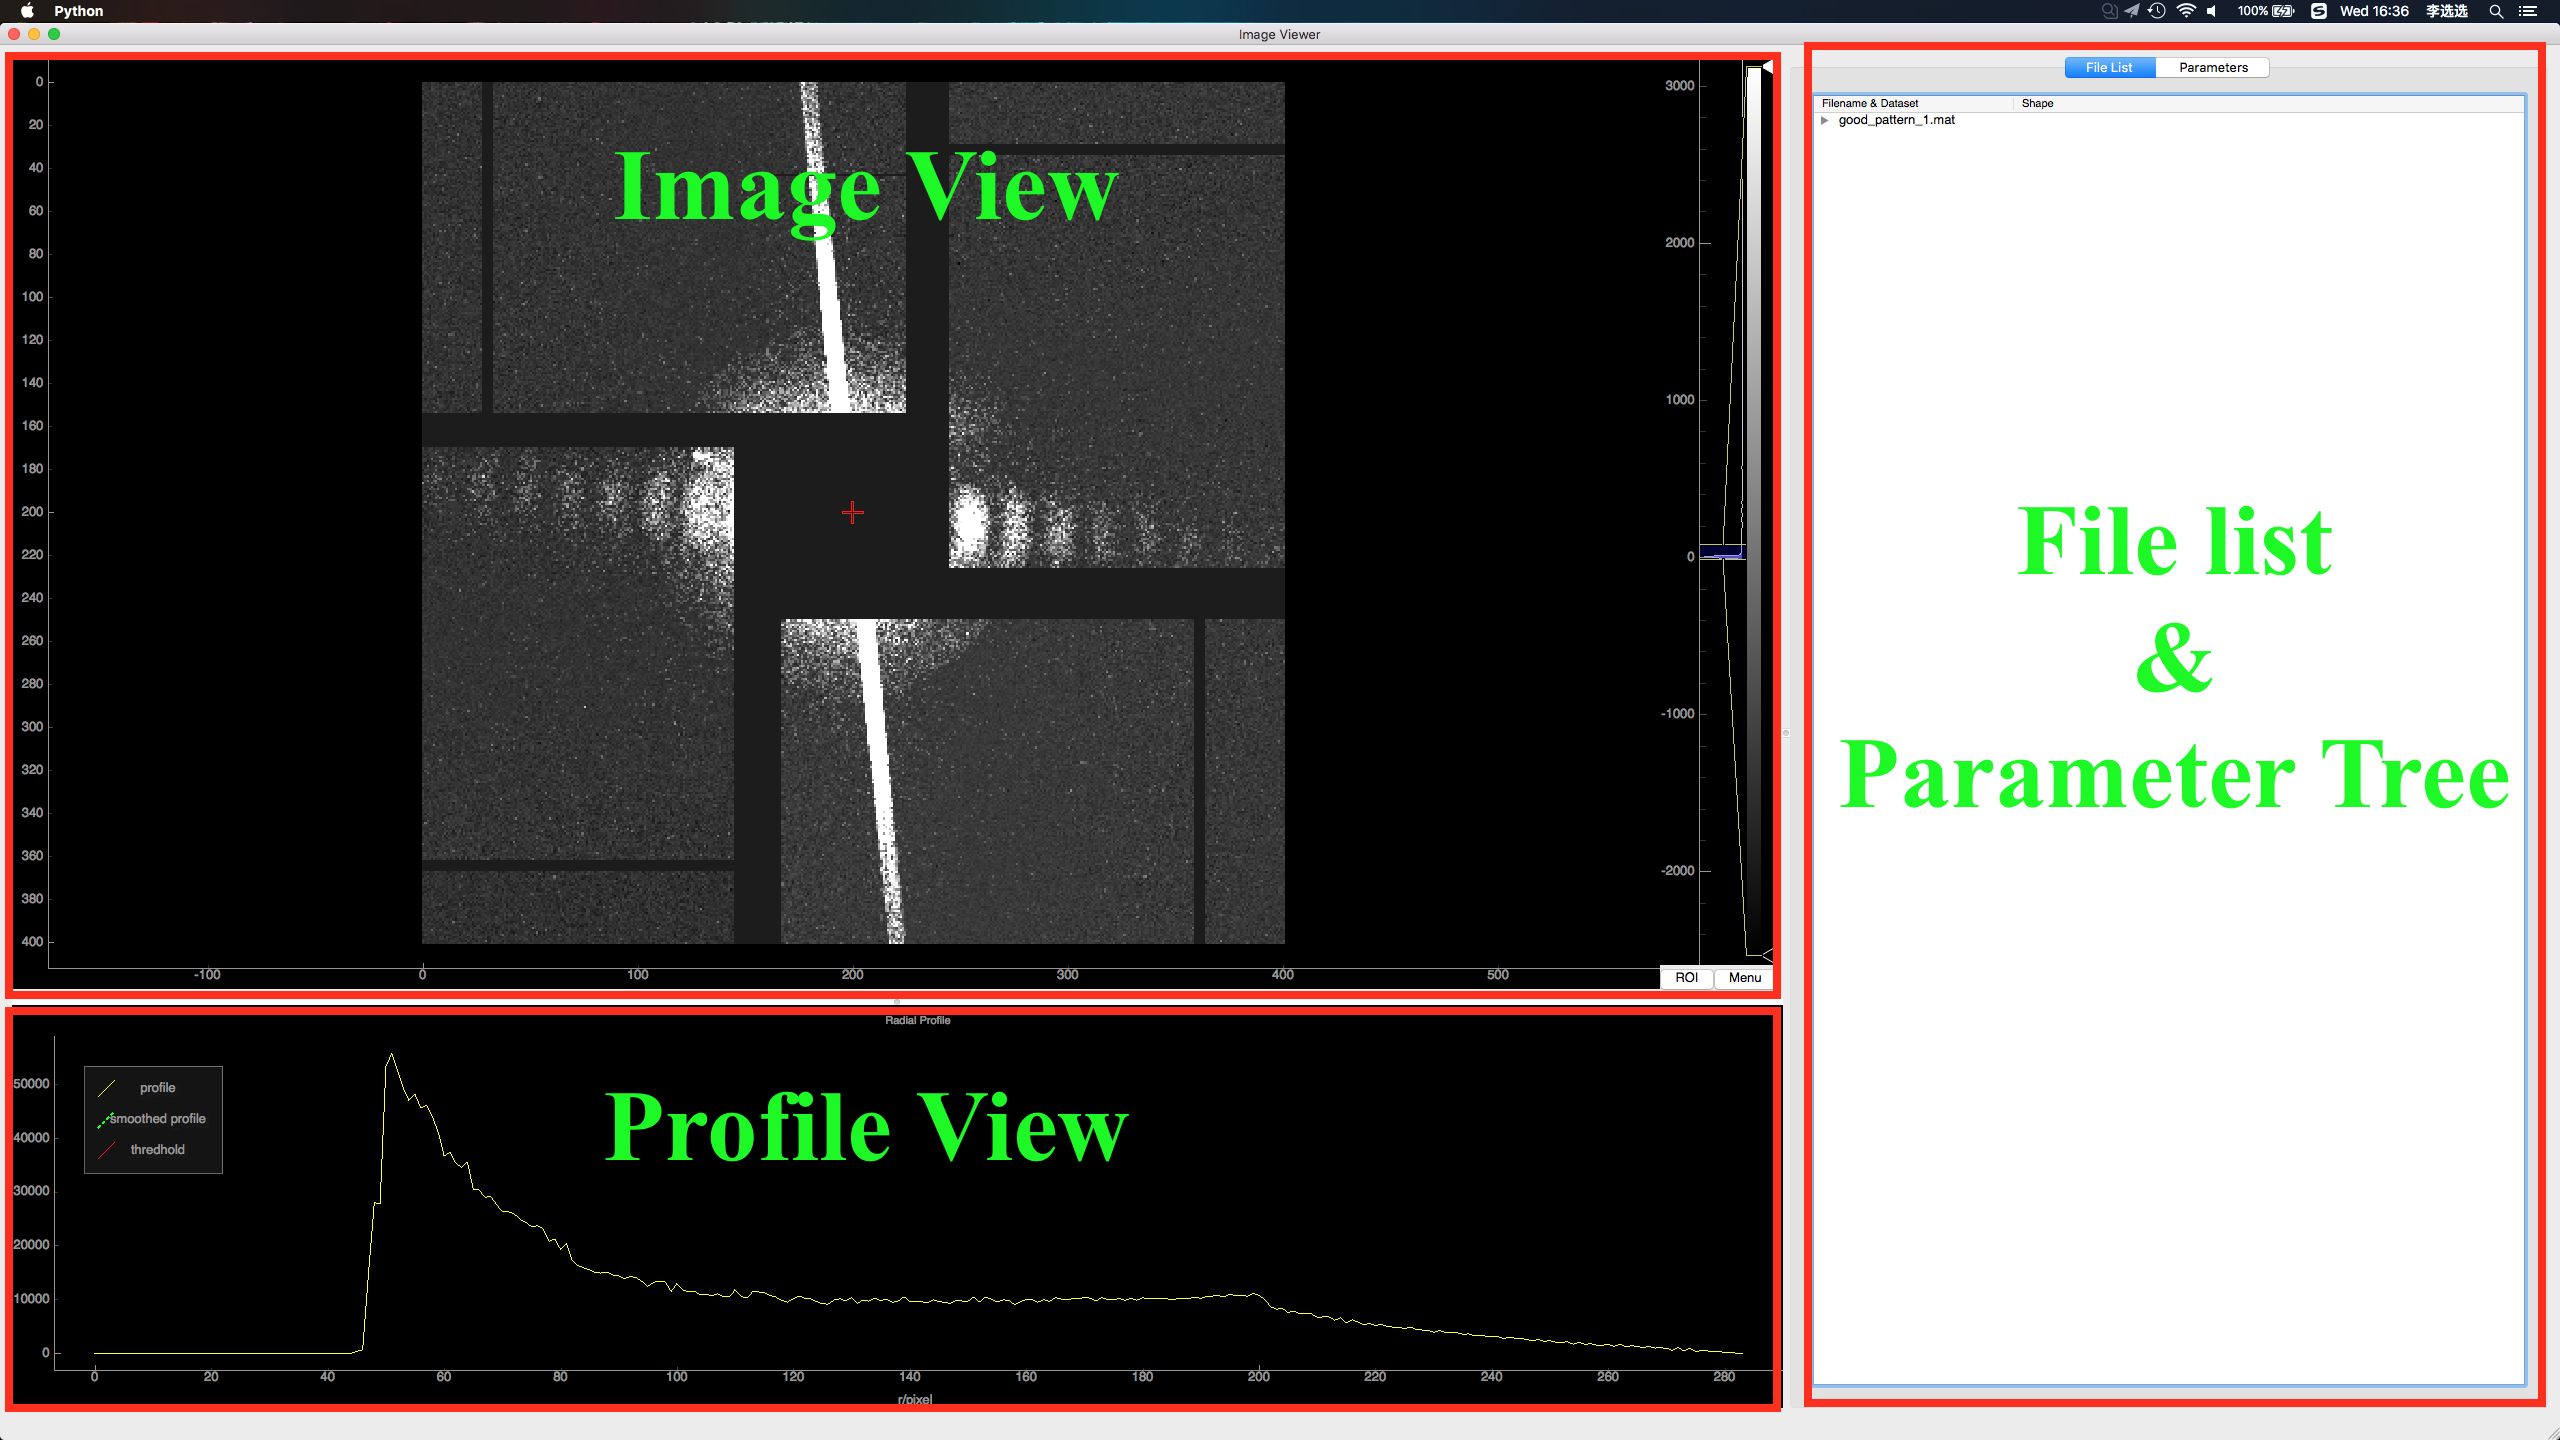 Python
100%
Wed 16:36
李选选
Image Viewer
Image View
0
20
40
60
80
100
120
140
160
180
200
220
240
260
280
300
320
340
360
380
400
-100
0
100
200
300
400
500
3000
2000
1000
0
-1000
-2000
ROI
Menu
Radial Profile
Profile View
profile
smoothed profile
thredhold
50000
40000
30000
20000
10000
0
0
20
40
60
80
100
120
140
160
180
200
220
240
260
280
r/pixel
File List
Parameters
Filename & Dataset
Shape
good_pattern_1.mat
File list
&
Parameter Tree